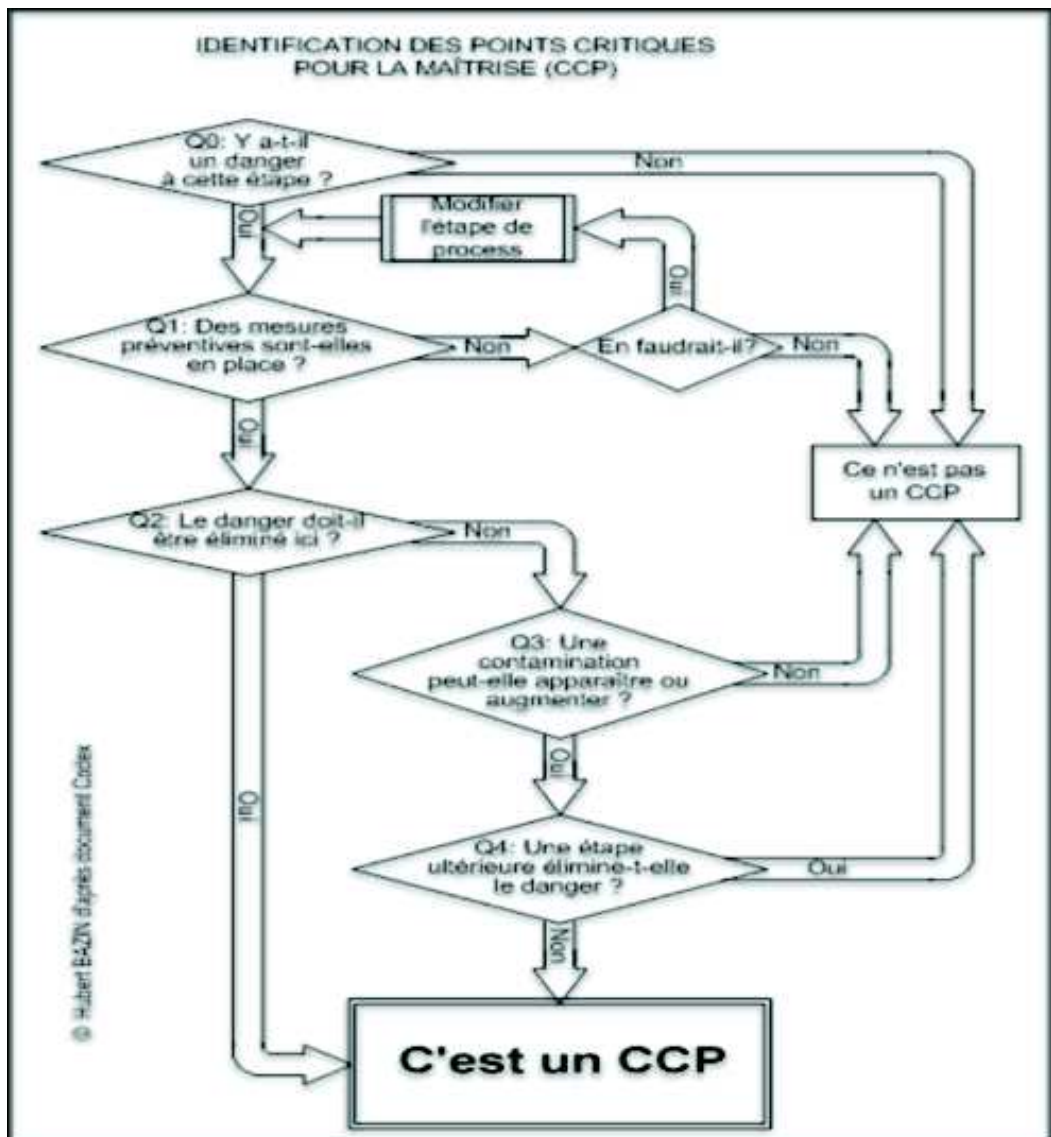 IDENTIFICATION DES POINTS CRITIQUES
POUR LA MAÎTRISE (CCP)
Q0: Y a-t-il
un danger
à cette étape ?
Non
Oui
Modifier
l'étape de
process
Oui
Q1: Des mesures
préventives sont-elles
en place ?
Non
En faudrait-il?
Non
Oui
Ce n'est pas
un CCP
Q2: Le danger doit-il
être éliminé ici ?
Non
Q3: Une
contamination
peut-elle apparaître ou
augmenter ?
Non
Oui
Oui
Q4: Une étape
ultérieure élimine-t-elle
le danger ?
Oui
Non
C'est un CCP
© Hubert BAZIN d'après document Codex